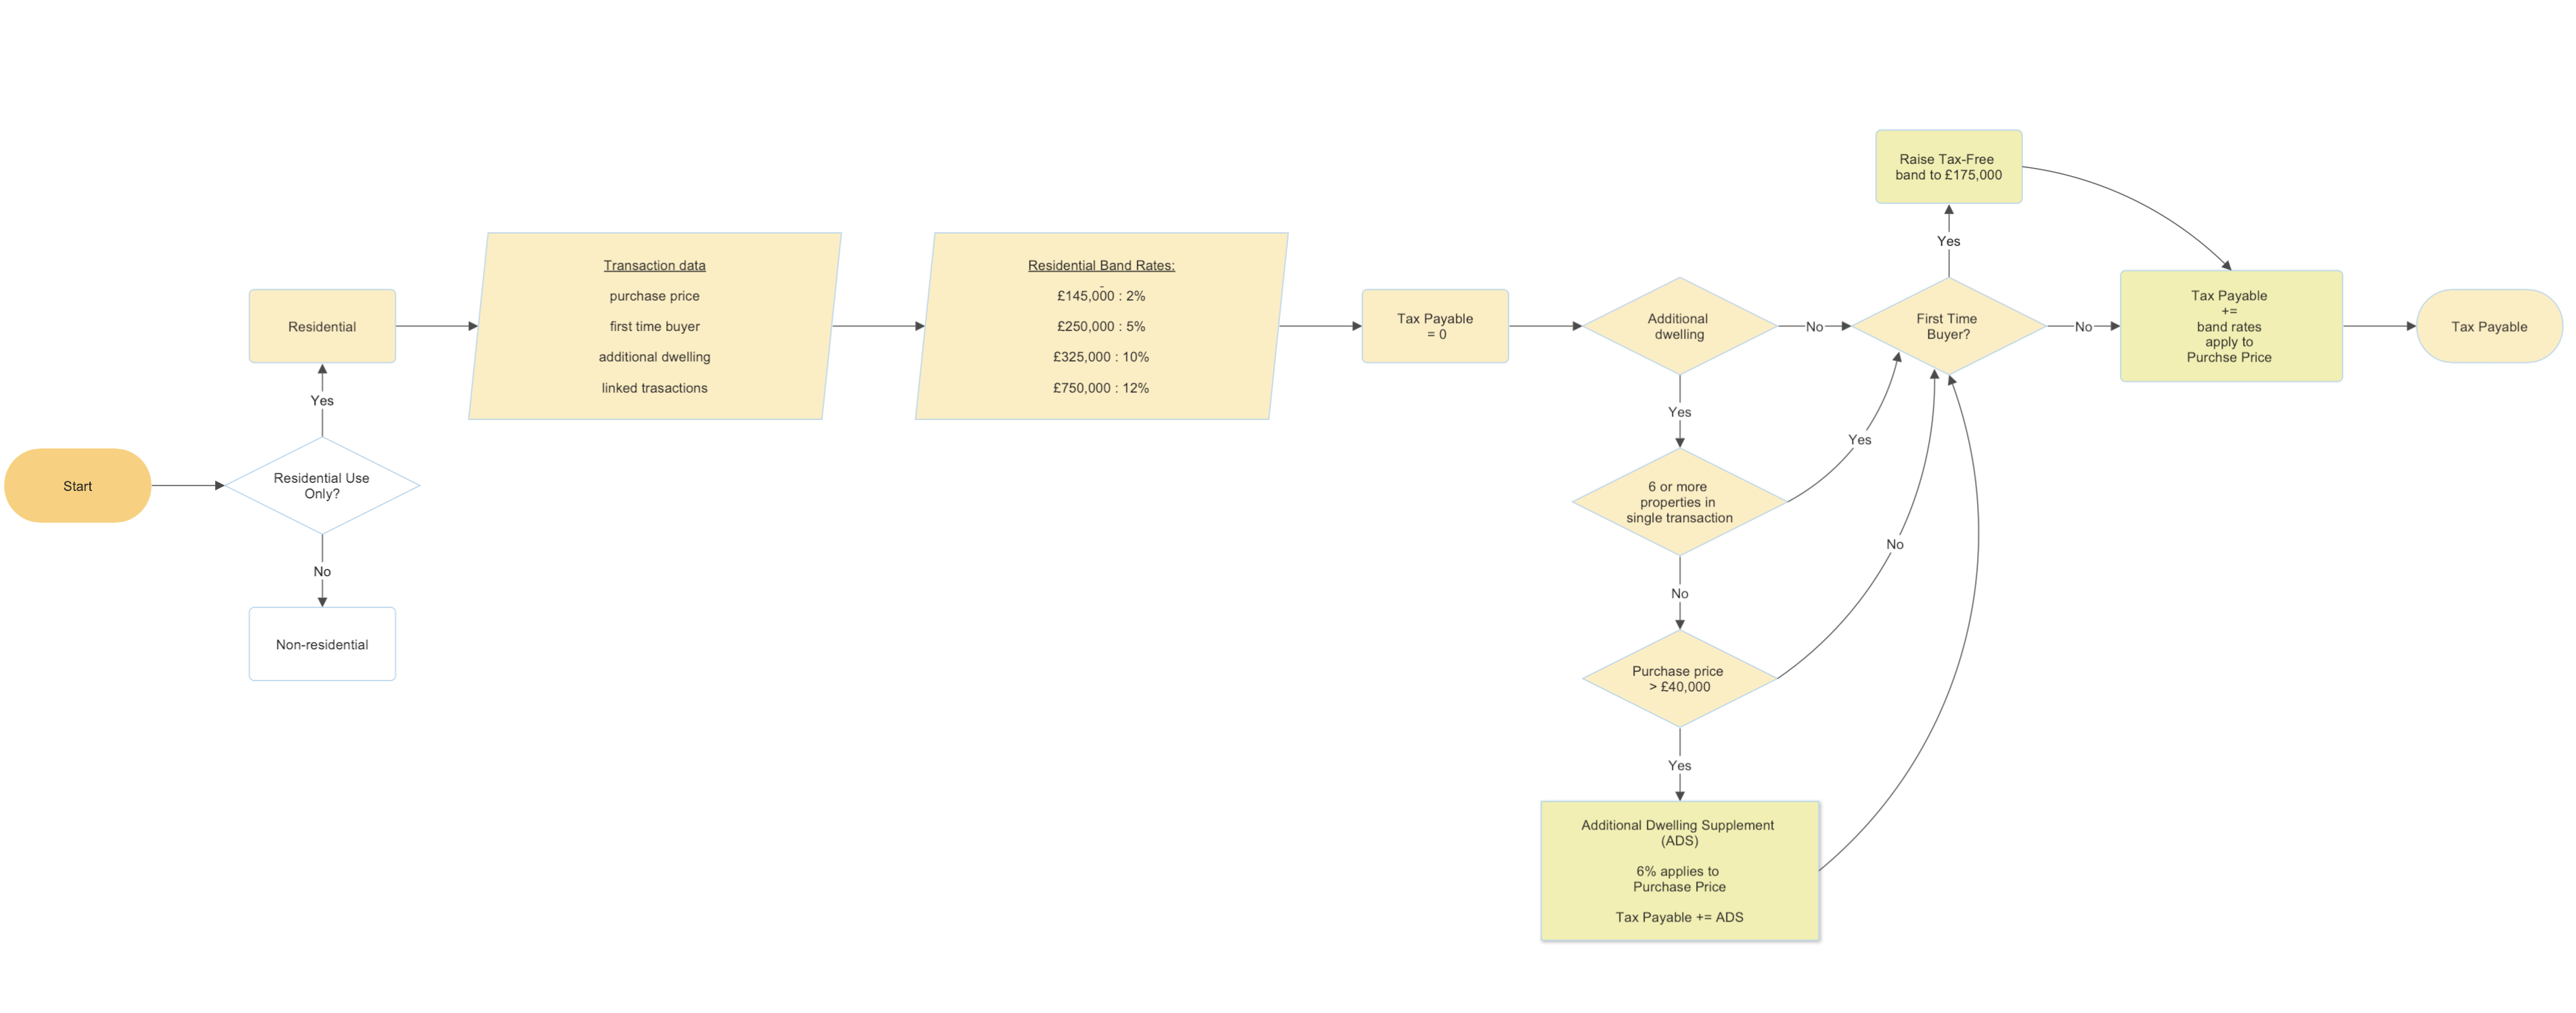 Start
Residential Use
Only?
Yes
Residential
No
Non-residential
Transaction data
purchase price
first time buyer
additional dwelling
linked trasactions
Residential Band Rates:
£145,000 : 2%
£250,000 : 5%
£325,000 : 10%
£750,000 : 12%
Tax Payable
= 0
Additional
dwelling
No
Yes
6 or more
properties in
single transaction
Yes
No
Purchase price
> £40,000
No
Yes
Additional Dwelling Supplement
(ADS)
6% applies to
Purchase Price
Tax Payable += ADS
First Time
Buyer?
Yes
Raise Tax-Free
band to £175,000
No
Tax Payable
+=
band rates
apply to
Purchse Price
Tax Payable